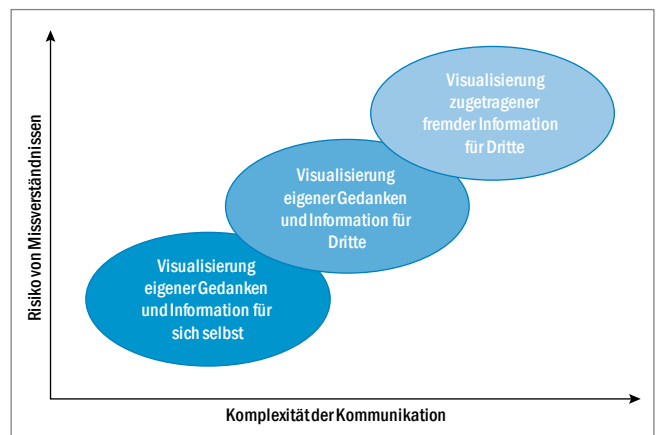 Risiko von Missverständnissen
Visualisierung
zugetragener
fremder Information
für Dritte
Visualisierung
eigener Gedanken
und Information für
Dritte
Visualisierung
eigener Gedanken
und Information für
sich selbst
Komplexität der Kommunikation